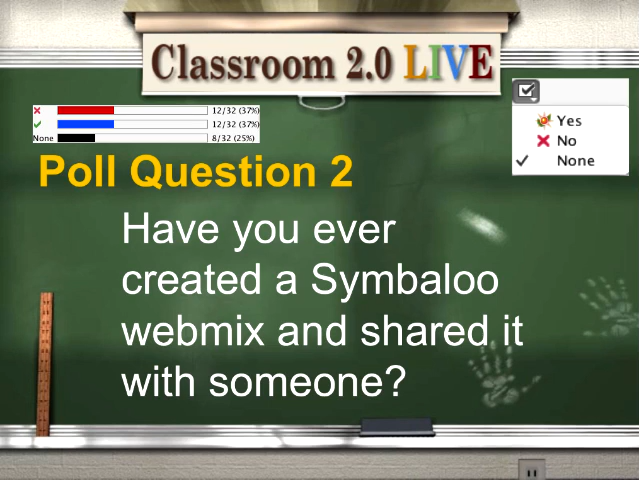 Classroom 2.0 LIVE
12/32 (37%)
12/32 (37%)
None 8/32 (25%)
Yes
No
None
Poll Question 2
Have you ever
created a Symbaloo
webmix and shared it
with someone?